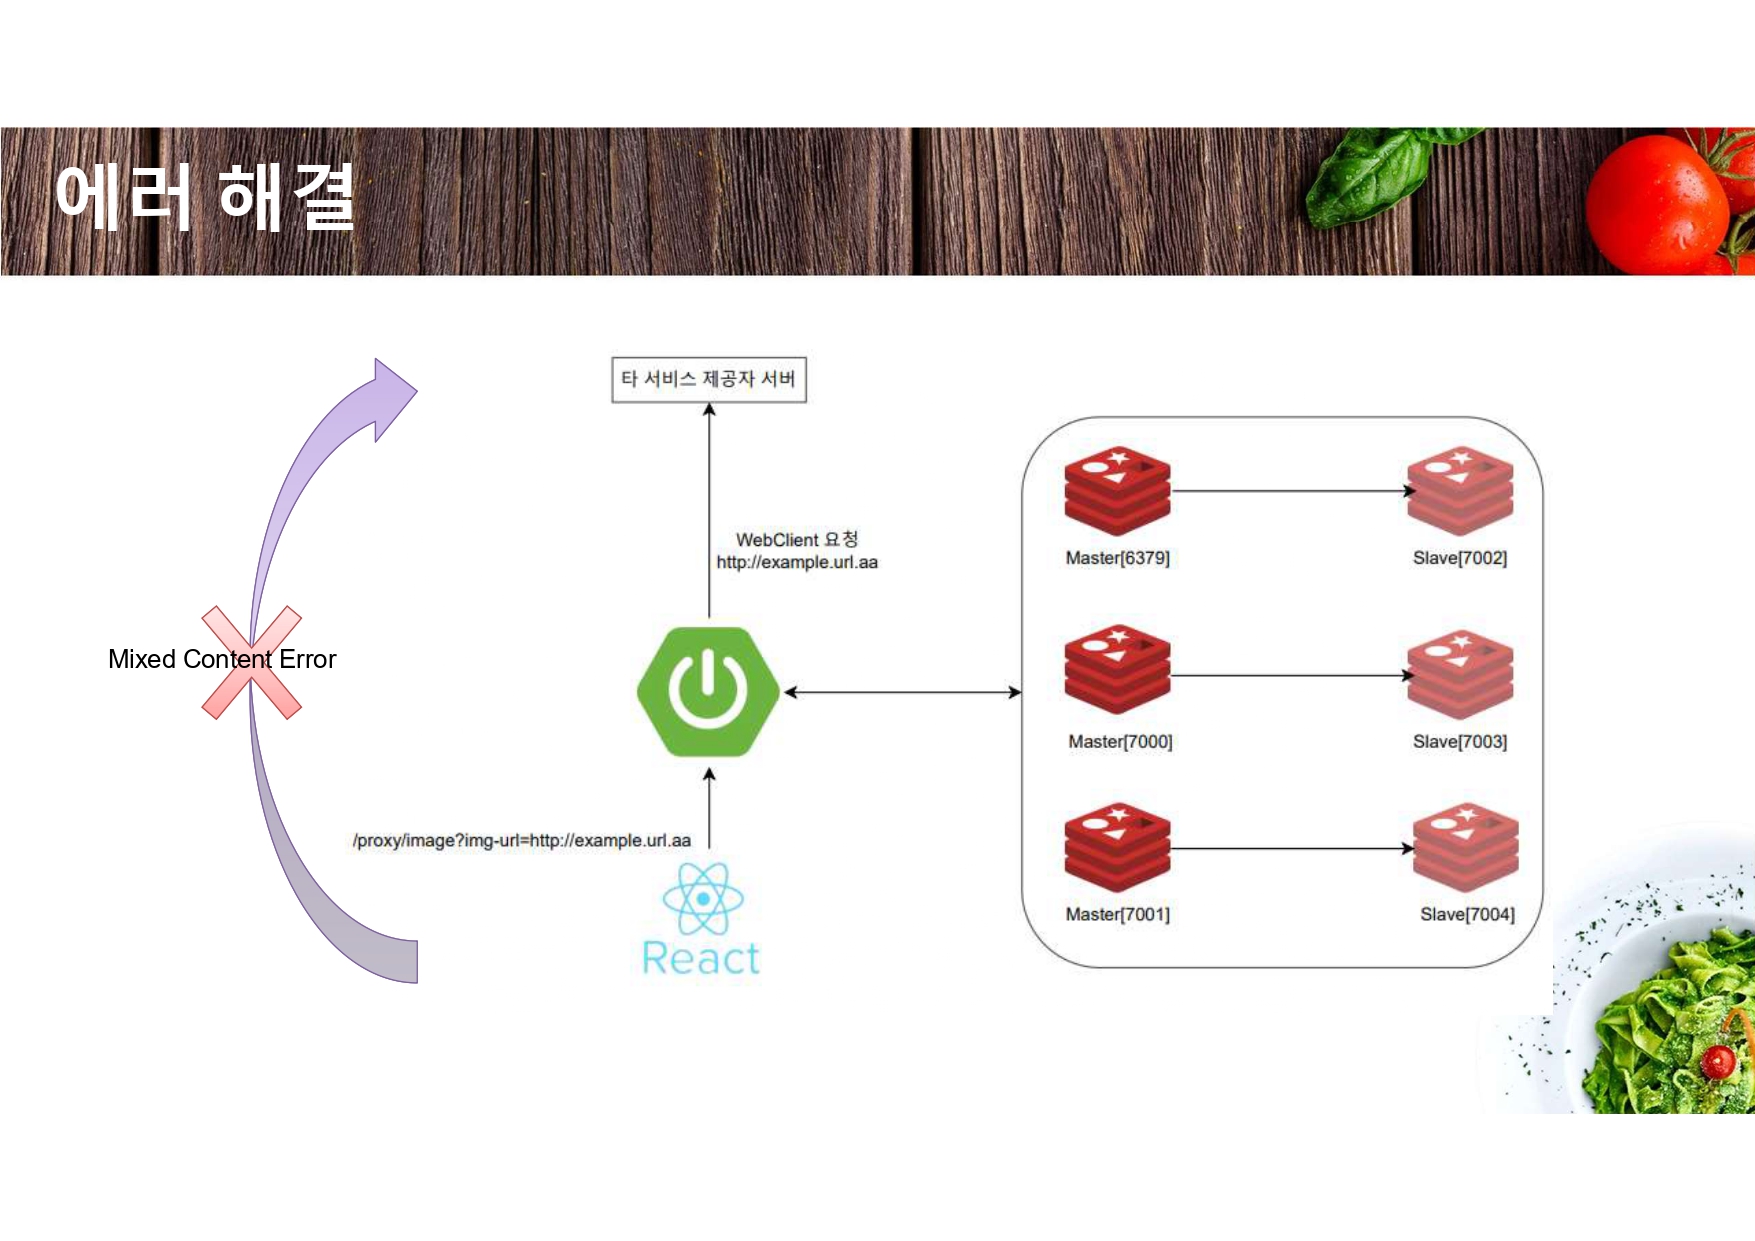 에러 해결
타 서비스 제공자 서버
WebClient 요청
http://example.url.aa
Mixed Content Error
/proxy/image?img-url=http://example.url.aa
React
Master[6379]
Slave[7002]
Master[7000]
Slave[7003]
Master[7001]
Slave[7004]